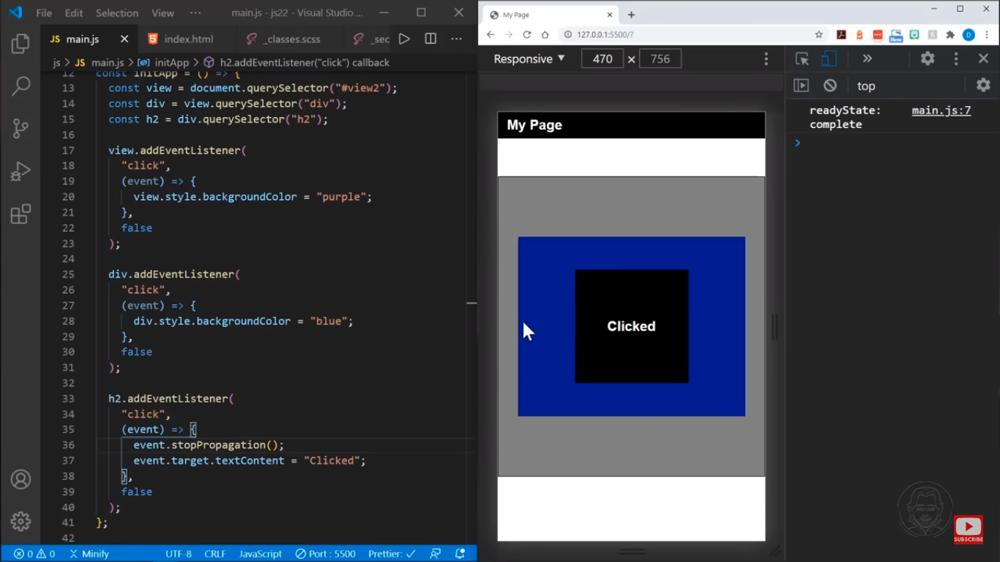 File Edit Selection View ··· main.js - js22 - Visual Studio ...
JS main.js index.html _classes.scss _sec ···
js > JS main.js > initApp > h2.addEventListener("click") callback
12 const initApp = () => {
13 const view = document.querySelector("#view2");
14 const div = view.querySelector("div");
15 const h2 = div.querySelector("h2");
16
17 view.addEventListener(
18 "click",
19 (event) => {
20 view.style.backgroundColor = "purple";
21 },
22 false
23 );
24
25 div.addEventListener(
26 "click",
27 (event) => {
28 div.style.backgroundColor = "blue";
29 },
30 false
31 );
32
33 h2.addEventListener(
34 "click",
35 (event) => {
36 event.stopPropagation();
37 event.target.textContent = "Clicked";
38 },
39 false
40 );
41 };
42
0 0 Minify UTF-8 CRLF JavaScript Port : 5500 Prettier: ✓
My Page
127.0.0.1:5500/?
New
D
Responsive 470 × 756
top
readyState: main.js:7
complete
My Page
Clicked
SUBSCRIBE